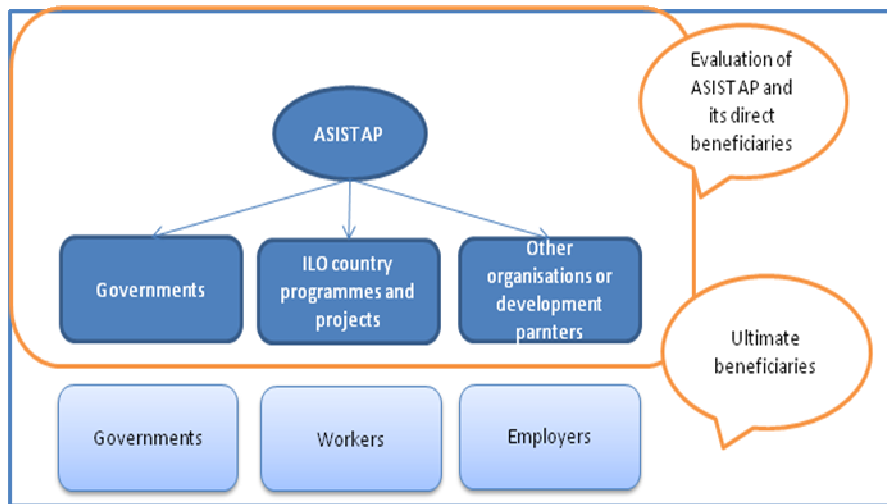 Evaluation of
ASISTAP and
its direct
beneficiaries
ASISTAP
Governments
ILO country
programmes and
projects
Other
organisations or
development
parnters
Ultimate
beneficiaries
Governments
Workers
Employers